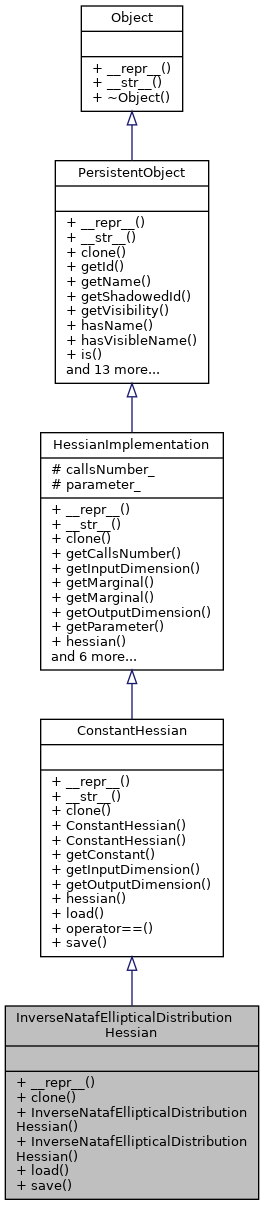 Object
+ __repr__()
+ __str__()
+ ~Object()
PersistentObject
+ __repr__()
+ __str__()
+ clone()
+ getId()
+ getName()
+ getShadowedId()
+ getVisibility()
+ hasName()
+ hasVisibleName()
+ is()
and 13 more...
HessianImplementation
# callsNumber_
# parameter_
+ __repr__()
+ __str__()
+ clone()
+ getCallsNumber()
+ getInputDimension()
+ getMarginal()
+ getMarginal()
+ getOutputDimension()
+ getParameter()
+ hessian()
and 6 more...
ConstantHessian
+ __repr__()
+ __str__()
+ clone()
+ ConstantHessian()
+ ConstantHessian()
+ getConstant()
+ getInputDimension()
+ getOutputDimension()
+ hessian()
+ load()
+ operator==()
+ save()
InverseNatafEllipticalDistribution
Hessian
+ __repr__()
+ clone()
+ InverseNatafEllipticalDistribution
Hessian()
+ InverseNatafEllipticalDistribution
Hessian()
+ load()
+ save()